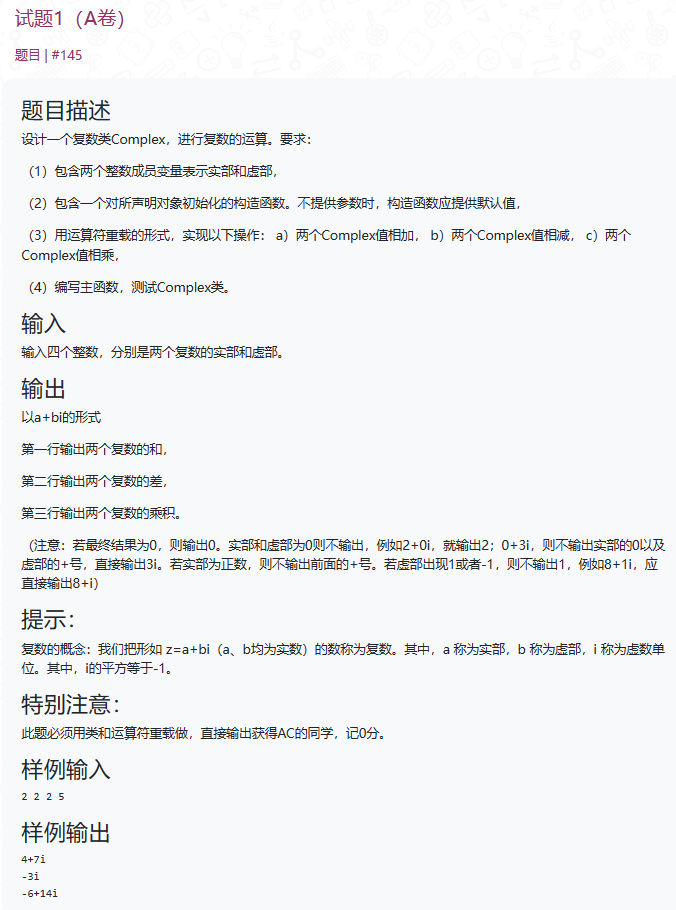 试题1（A卷）
题目 | #145
题目描述
设计一个复数类Complex，进行复数的运算。要求：
（1）包含两个整数成员变量表示实部和虚部，
（2）包含一个对所声明对象初始化的构造函数。不提供参数时，构造函数应提供默认值，
（3）用运算符重载的形式，实现以下操作： a）两个Complex值相加， b）两个Complex值相减， c）两个
Complex值相乘，
（4）编写主函数，测试Complex类。
输入
输入四个整数，分别是两个复数的实部和虚部。
输出
以a+bi的形式
第一行输出两个复数的和，
第二行输出两个复数的差，
第三行输出两个复数的乘积。
（注意：若最终结果为0，则输出0。实部和虚部为0则不输出，例如2+0i，就输出2；0+3i，则不输出实部的0以及
虚部的+号，直接输出3i。若实部为正数，则不输出前面的+号。若虚部出现1或者-1，则不输出1，例如8+1i，应
直接输出8+i）
提示：
复数的概念：我们把形如 z=a+bi（a、b均为实数）的数称为复数。其中，a 称为实部，b 称为虚部，i 称为虚数单
位。其中，i的平方等于-1。
特别注意：
此题必须用类和运算符重载做，直接输出获得AC的同学，记0分。
样例输入
2 2 2 5
样例输出
4+7i
-3i
-6+14i